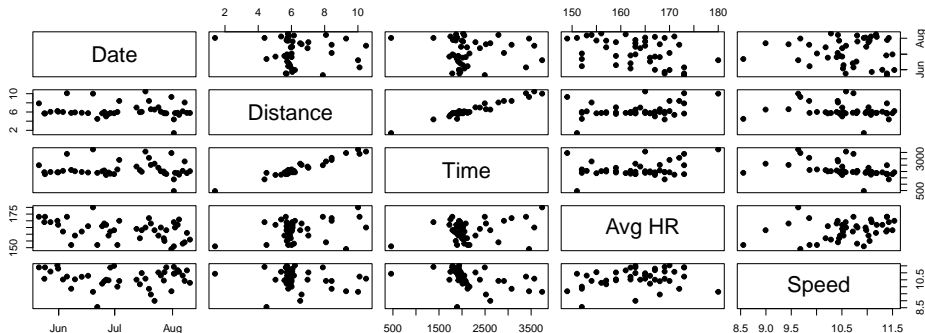 2 4 6 8 10
150 160 170 180
Date
Jun Aug
2 6 10
Distance
Time
500 3000
150 175
Avg HR
8.5 10.5
Speed
Jun Jul Aug
500 1500 2500 3500
8.5 9.5 10.5 11.5